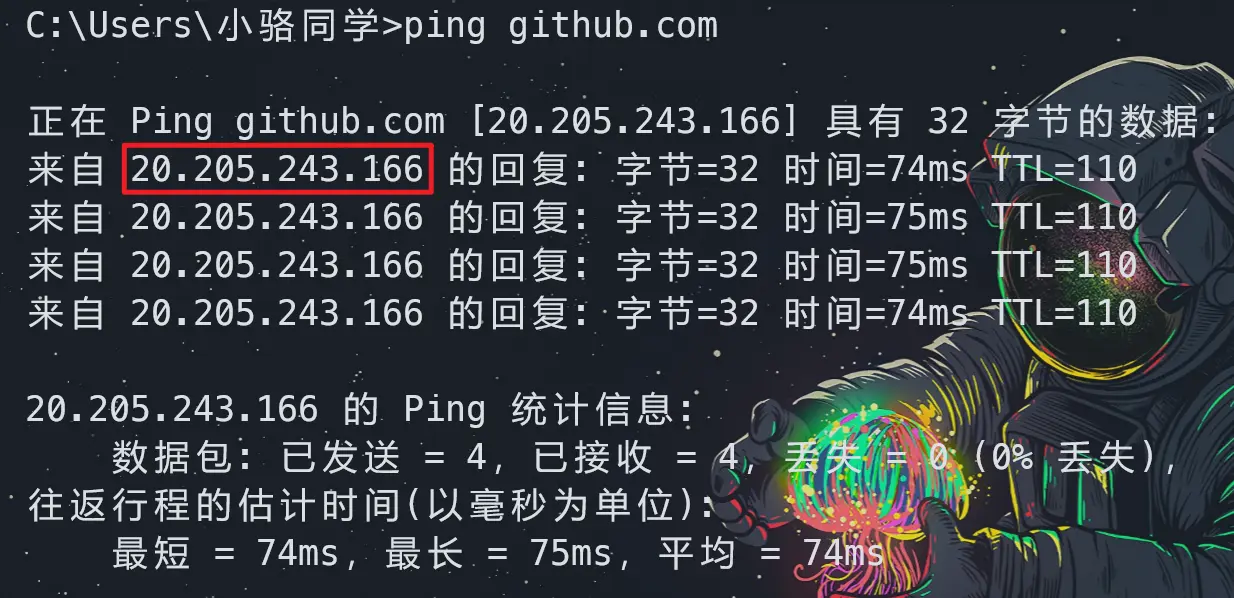 C:\Users\小骆同学>ping github.com
正在 Ping github.com [20.205.243.166] 具有 32 字节的数据:
来自 20.205.243.166 的回复: 字节=32 时间=74ms TTL=110
来自 20.205.243.166 的回复: 字节=32 时间=75ms TTL=110
来自 20.205.243.166 的回复: 字节=32 时间=75ms TTL=110
来自 20.205.243.166 的回复: 字节=32 时间=74ms TTL=110
20.205.243.166 的 Ping 统计信息:
数据包: 已发送 = 4, 已接收 = 4, 丢失 = 0 (0% 丢失),
往返行程的估计时间(以毫秒为单位):
最短 = 74ms, 最长 = 75ms, 平均 = 74ms